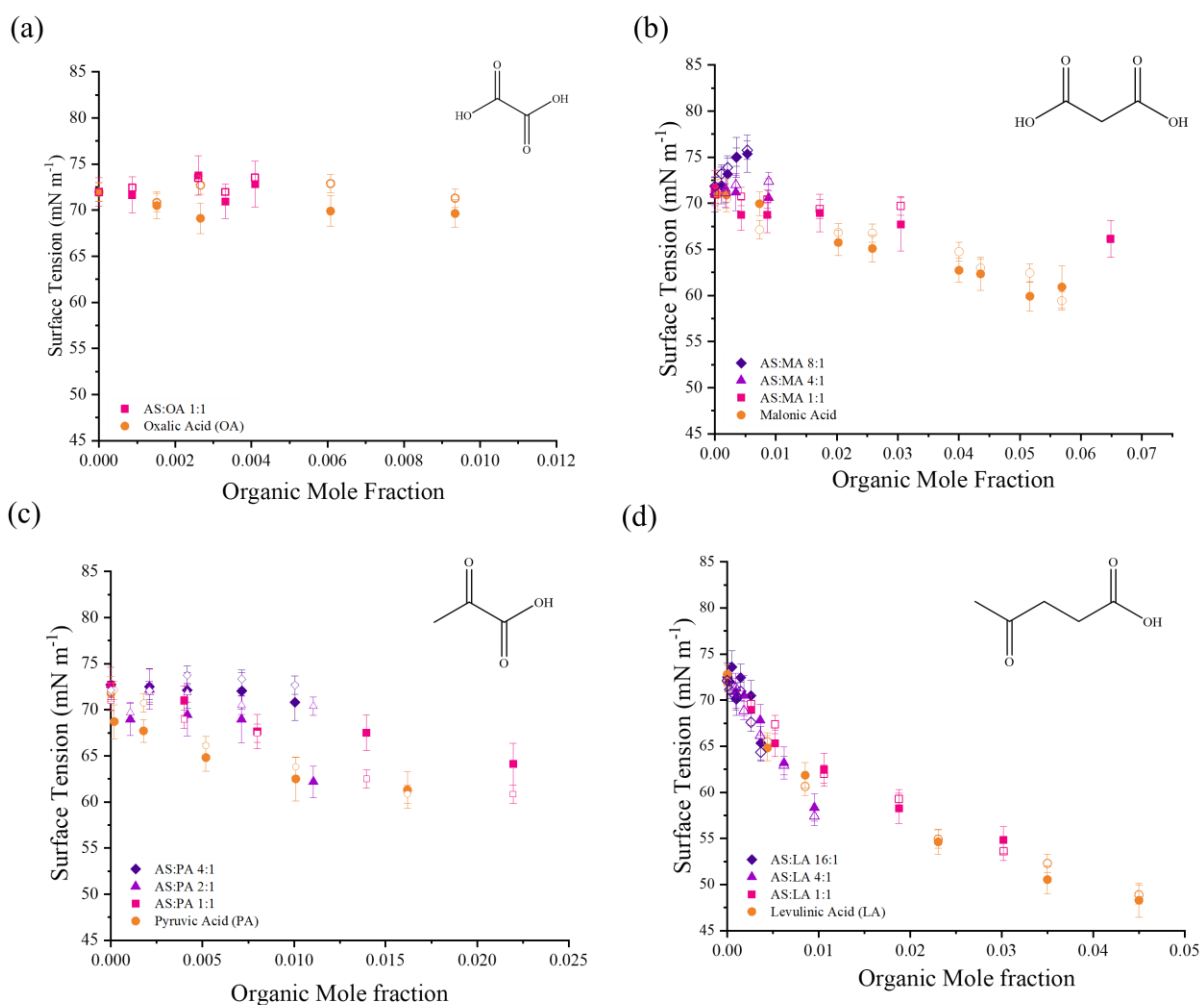 (a)
85
80
75
70
65
60
55
50
45
Surface Tension (mN m⁻¹)
O
OH
HO
O
AS:OA 1:1
Oxalic Acid (OA)
0.000 0.002 0.004 0.006 0.008 0.010 0.012
Organic Mole Fraction
(b)
85
80
75
70
65
60
55
50
45
Surface Tension (mN m⁻¹)
O O
HO OH
AS:MA 8:1
AS:MA 4:1
AS:MA 1:1
Malonic Acid
0.00 0.01 0.02 0.03 0.04 0.05 0.06 0.07
Organic Mole Fraction
(c)
85
80
75
70
65
60
55
50
45
Surface Tension (mN m⁻¹)
O
OH
O
AS:PA 4:1
AS:PA 2:1
AS:PA 1:1
Pyruvic Acid (PA)
0.000 0.005 0.010 0.015 0.020 0.025
Organic Mole fraction
(d)
85
80
75
70
65
60
55
50
45
Surface Tension (mN m⁻¹)
O
OH
O
AS:LA 16:1
AS:LA 4:1
AS:LA 1:1
Levulinic Acid (LA)
0.00 0.01 0.02 0.03 0.04 0.05
Organic Mole fraction